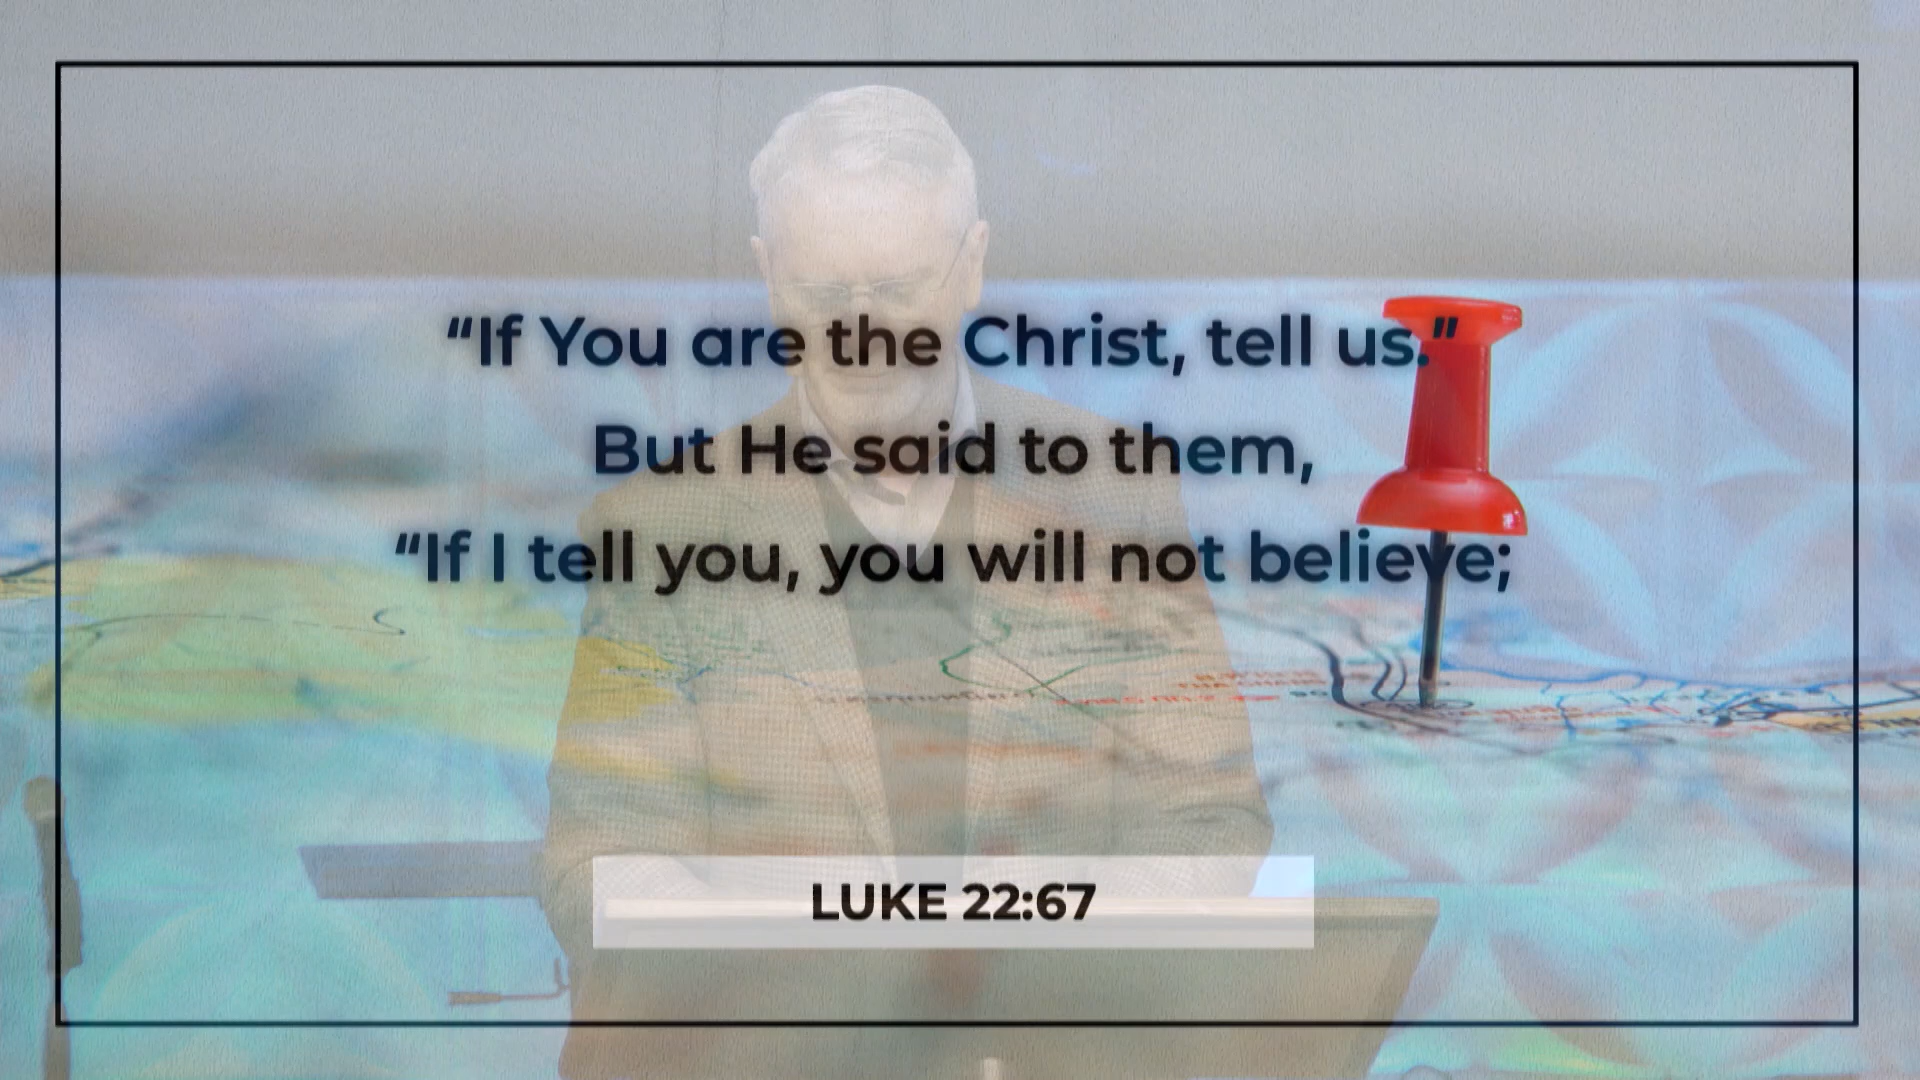 “If You are the Christ, tell us.”
But He said to them,
“If I tell you, you will not believe;
LUKE 22:67